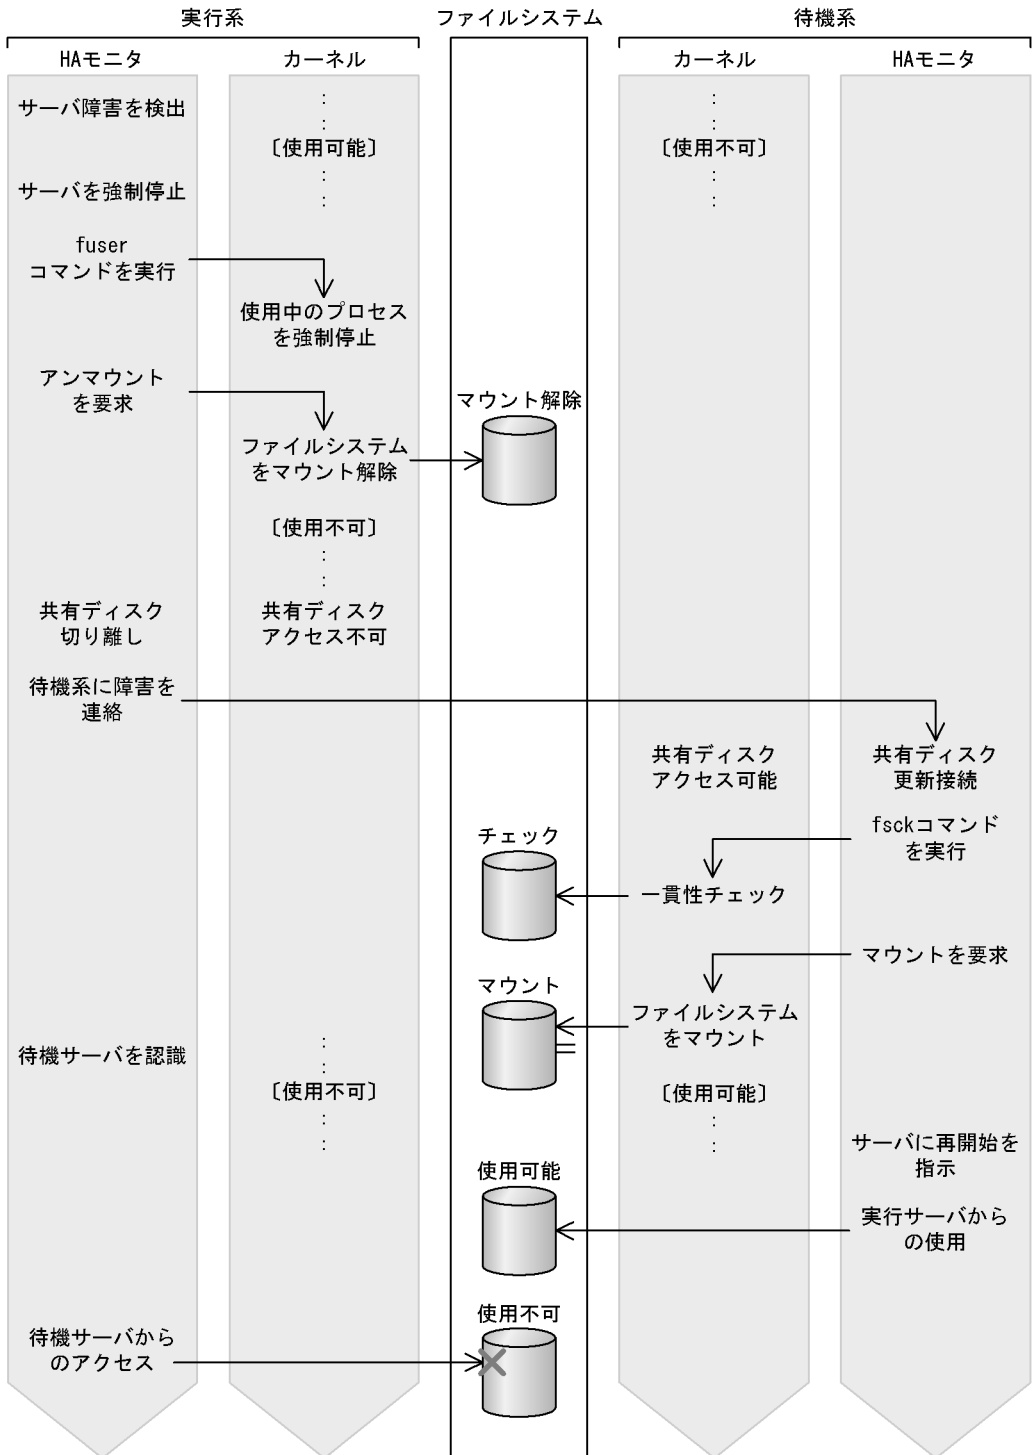 実行系
ファイルシステム
待機系
HAモニタ
カーネル
カーネル
HAモニタ
サーバ障害を検出
:
:
〔使用可能〕
:
:
:
:
〔使用不可〕
:
:
サーバを強制停止
fuser
コマンドを実行
使用中のプロセス
を強制停止
アンマウント
を要求
マウント解除
ファイルシステム
をマウント解除
〔使用不可〕
:
:
共有ディスク
切り離し
共有ディスク
アクセス不可
待機系に障害を
連絡
共有ディスク
アクセス可能
共有ディスク
更新接続
fsckコマンド
を実行
チェック
一貫性チェック
マウントを要求
マウント
ファイルシステム
をマウント
待機サーバを認識
:
:
〔使用不可〕
:
:
〔使用可能〕
:
:
サーバに再開始を
指示
使用可能
実行サーバから
の使用
使用不可
待機サーバから
のアクセス